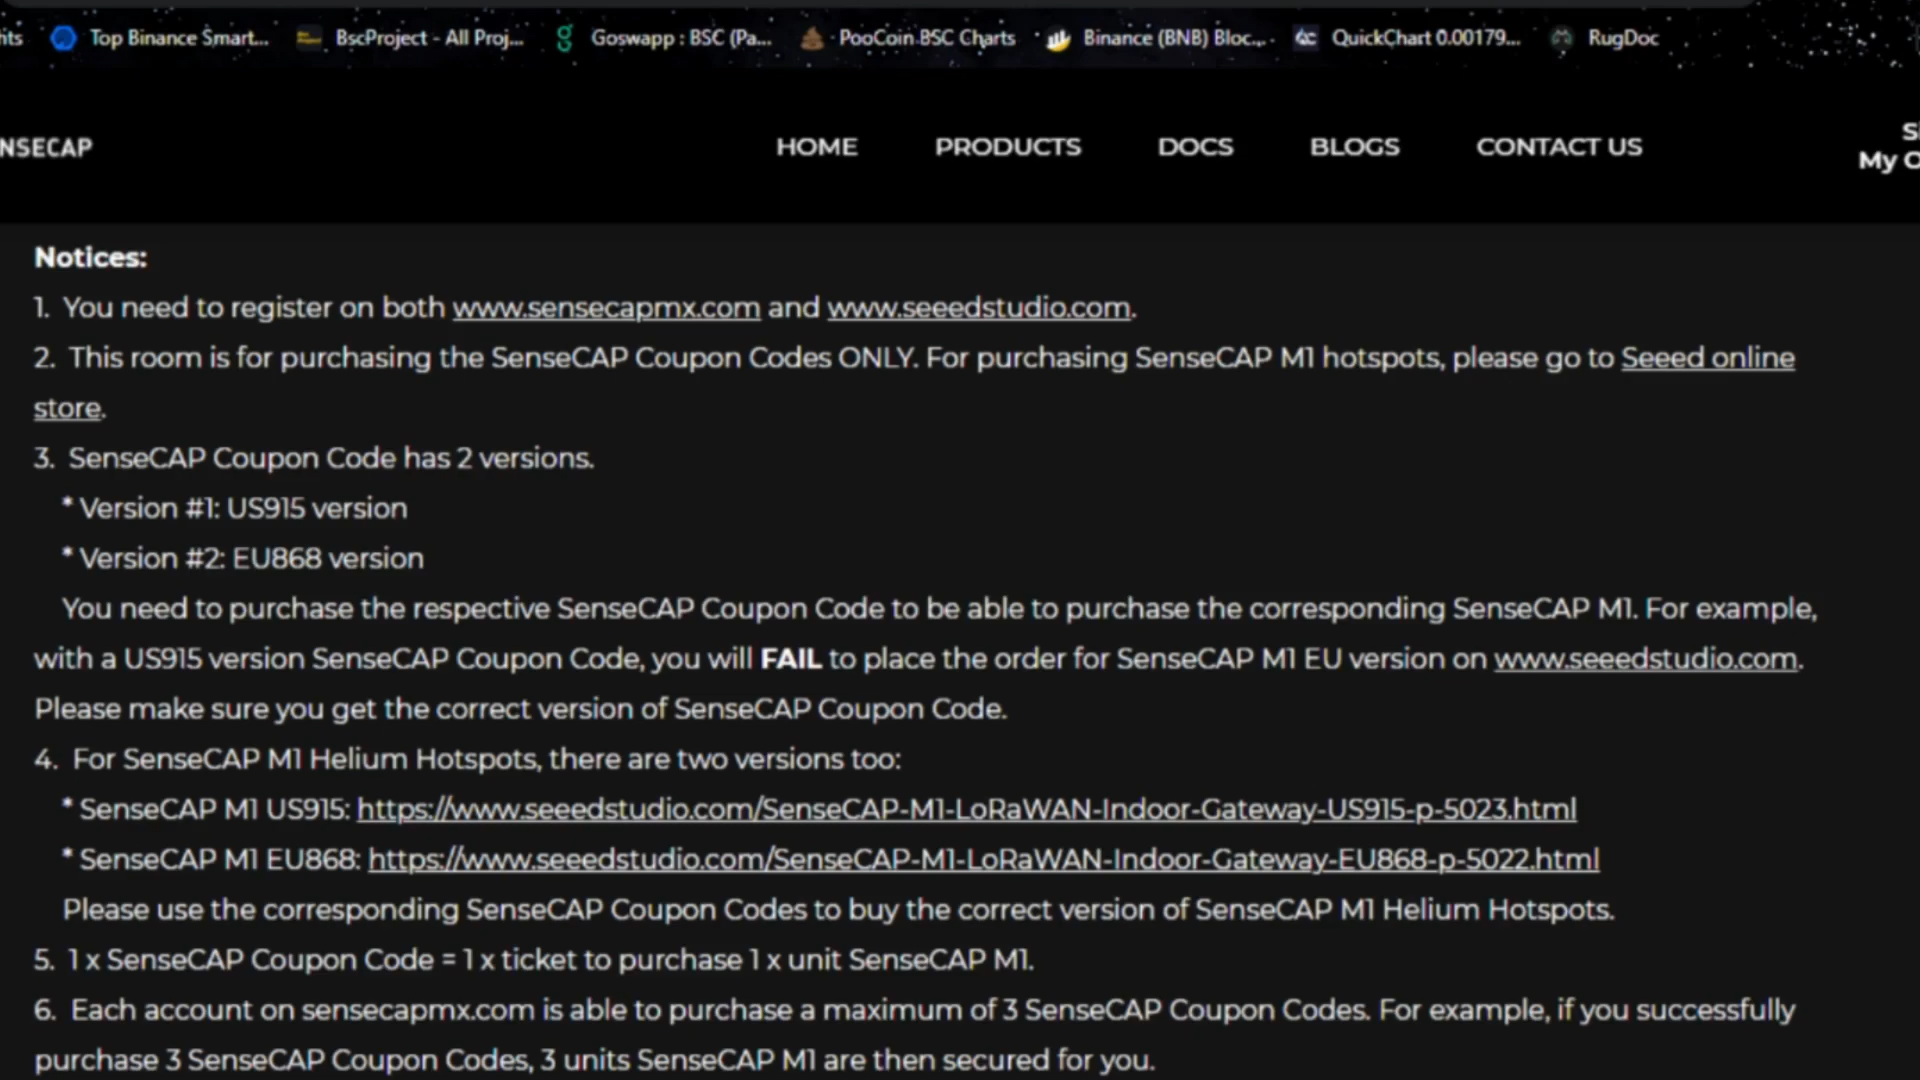 Top Binance Smart... BscProject - All Proj... Goswapp : BSC (Pa... PooCoin BSC Charts Binance (BNB) Bloc... QuickChart 0.00179... RugDoc
NSECAP HOME PRODUCTS DOCS BLOGS CONTACT US
My O
Notices:
1. You need to register on both www.sensecapmx.com and www.seeedstudio.com.
2. This room is for purchasing the SenseCAP Coupon Codes ONLY. For purchasing SenseCAP M1 hotspots, please go to Seeed online
store.
3. SenseCAP Coupon Code has 2 versions.
* Version #1: US915 version
* Version #2: EU868 version
You need to purchase the respective SenseCAP Coupon Code to be able to purchase the corresponding SenseCAP M1. For example,
with a US915 version SenseCAP Coupon Code, you will FAIL to place the order for SenseCAP M1 EU version on www.seeedstudio.com.
Please make sure you get the correct version of SenseCAP Coupon Code.
4. For SenseCAP M1 Helium Hotspots, there are two versions too:
* SenseCAP M1 US915: https://www.seeedstudio.com/SenseCAP-M1-LoRaWAN-Indoor-Gateway-US915-p-5023.html
* SenseCAP M1 EU868: https://www.seeedstudio.com/SenseCAP-M1-LoRaWAN-Indoor-Gateway-EU868-p-5022.html
Please use the corresponding SenseCAP Coupon Codes to buy the correct version of SenseCAP M1 Helium Hotspots.
5. 1 x SenseCAP Coupon Code = 1 x ticket to purchase 1 x unit SenseCAP M1.
6. Each account on sensecapmx.com is able to purchase a maximum of 3 SenseCAP Coupon Codes. For example, if you successfully
purchase 3 SenseCAP Coupon Codes, 3 units SenseCAP M1 are then secured for you.